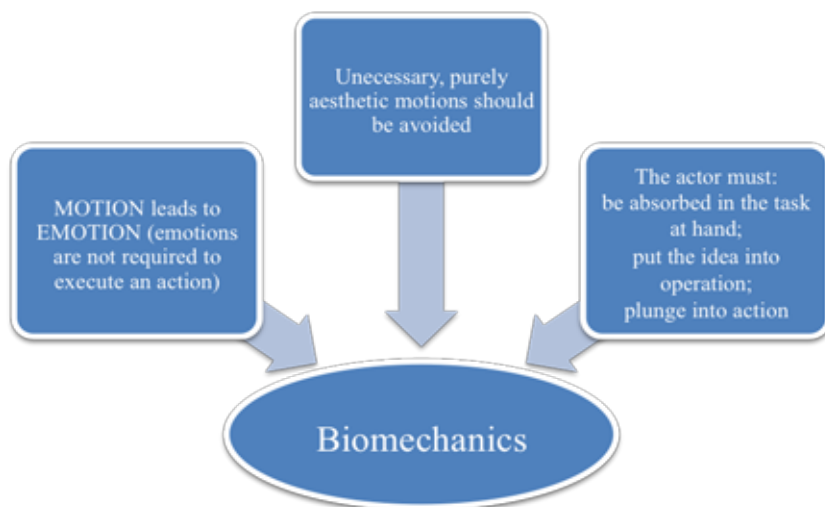 Unecessary, purely
aesthetic motions should
be avoided
MOTION leads to
EMOTION (emotions
are not required to
execute an action)
The actor must:
be absorbed in the task
at hand;
put the idea into
operation;
plunge into action
Biomechanics